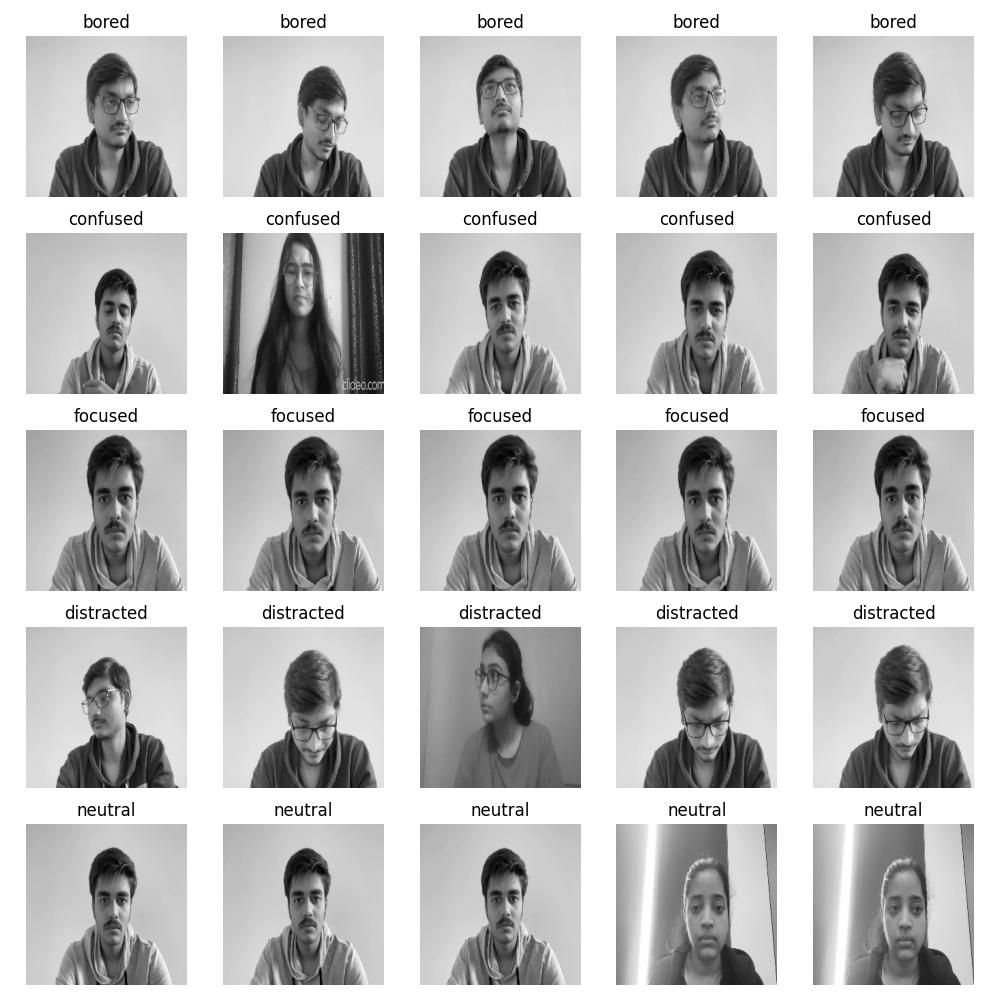 bored bored bored bored bored
confused confused confused confused confused
clideo.com
focused focused focused focused focused
distracted distracted distracted distracted distracted
neutral neutral neutral neutral neutral